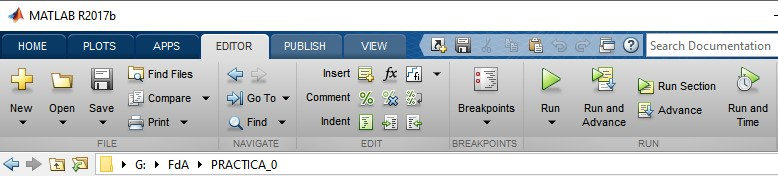 MATLAB R2017b
HOME PLOTS APPS EDITOR PUBLISH VIEW Search Documentation
New Open Save Find Files Compare Print
Go To Find
Insert fx fi
Comment % % %
Indent
Breakpoints
Run Run and Advance Run Section Advance Run and Time
FILE NAVIGATE EDIT BREAKPOINTS RUN
G: FdA PRACTICA_0